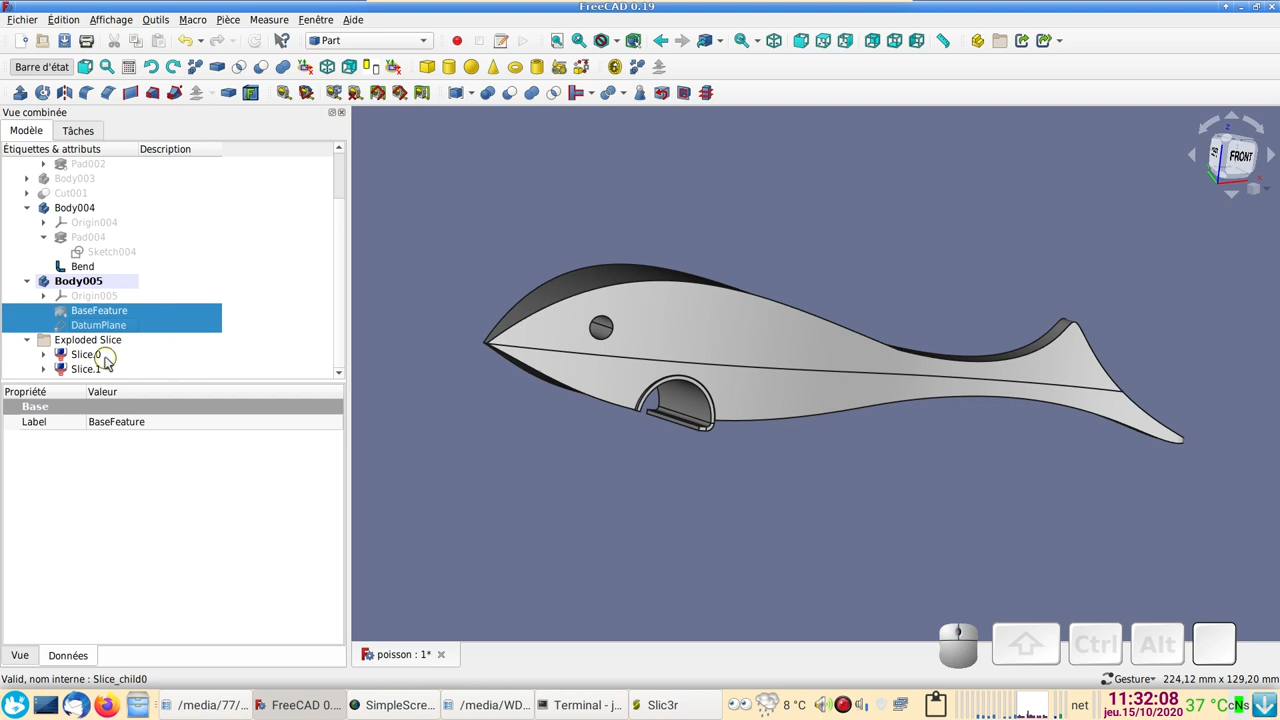 FreeCAD 0.19
Fichier Édition Affichage Outils Macro Pièce Mesure Fenêtre Aide
Part
Barre d'état
Vue combinée
Modèle Tâches
Étiquettes & attributs Description
Pad002
Body003
Cut001
Body004
Origin004
Pad004
Sketch004
Bend
Body005
Origin005
BaseFeature
DatumPlane
Exploded Slice
Slice.0
Slice.1
Propriété Valeur
Base
Label BaseFeature
FRONT
Z
X
Vue Données
poisson : 1*
Ctrl Alt
Valid, nom interne : Slice_child0
Gesture 224,12 mm x 129,20 mm
/media/77/... FreeCAD 0.... SimpleScre... /media/WD... Terminal - j... Slic3r
8 °C
net
11:32:08
jeu.15/10/2020
37 °C